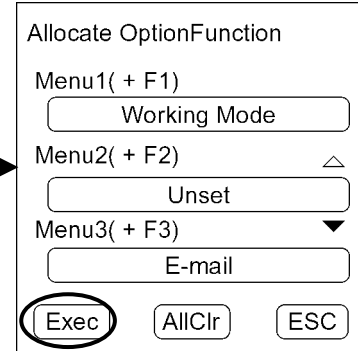 Allocate OptionFunction
Menu1( + F1)
Working Mode
Menu2( + F2)
Unset
Menu3( + F3)
E-mail
Exec AllClr ESC